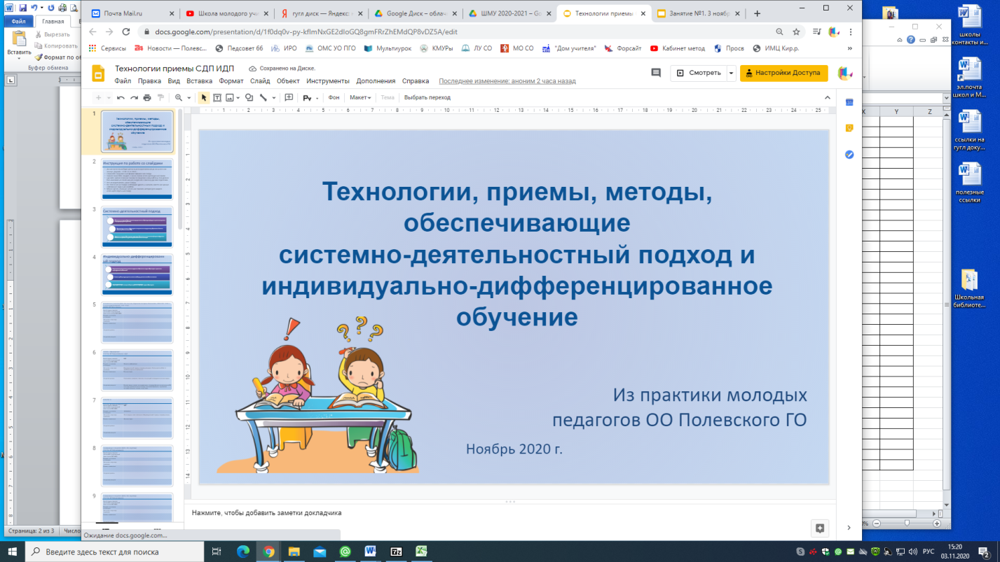 Почта Mail.ru
Школа молодого учи
гугл диск — Яндекс:
Google Диск – облач
ШМУ 2020-2021 – Go
Технологии приемы
Занятие №1. 3 нояб
docs.google.com/presentation/d/1f0dq0v-py-kfImNxGE2dIoGQ8gmFRrZhEMdQP8vDZ5A/edit
Сервисы
Новости — Полевс...
Педсовет 66
ИРО
ОМС УО ПГО
Мультиурок
КМУРы
ЛУ СО
МО СО
"Дом учителя"
Форсайт
Кабинет метод
Просв
ИМЦ Кир.р.
Файл
Главная
Вставить
Вырезать
Копировать
Формат по об
Буфер обмена
Технологии приемы СДП ИДП
Сохранено на Диске.
Файл Правка Вид Вставка Формат Слайд Объект Инструменты Дополнения Справка
Последнее изменение: аноним 2 часа назад
Смотреть
Настройки Доступа
Фон
Макет
Тема
Выбрать переход
1
2
Инструкция по работе со слайдами
3
Системно-деятельностный подход
4
Индивидуально-дифференцирован
ный подход
5
6
7
8
9
Технологии, приемы, методы,
обеспечивающие
системно-деятельностный подход и
индивидуально-дифференцированное
обучение
Из практики молодых
педагогов ОО Полевского ГО
Ноябрь 2020 г.
Нажмите, чтобы добавить заметки докладчика
Ожидание docs.google.com...
Страница: 2 из 3
Число
X
Y
Z
школы
контакты и...
эл.почта
школ и М...
ссылки на
гугл доку...
полезные
ссылки
Школьная
библиоте...
Введите здесь текст для поиска
РУС
15:20
03.11.2020
2